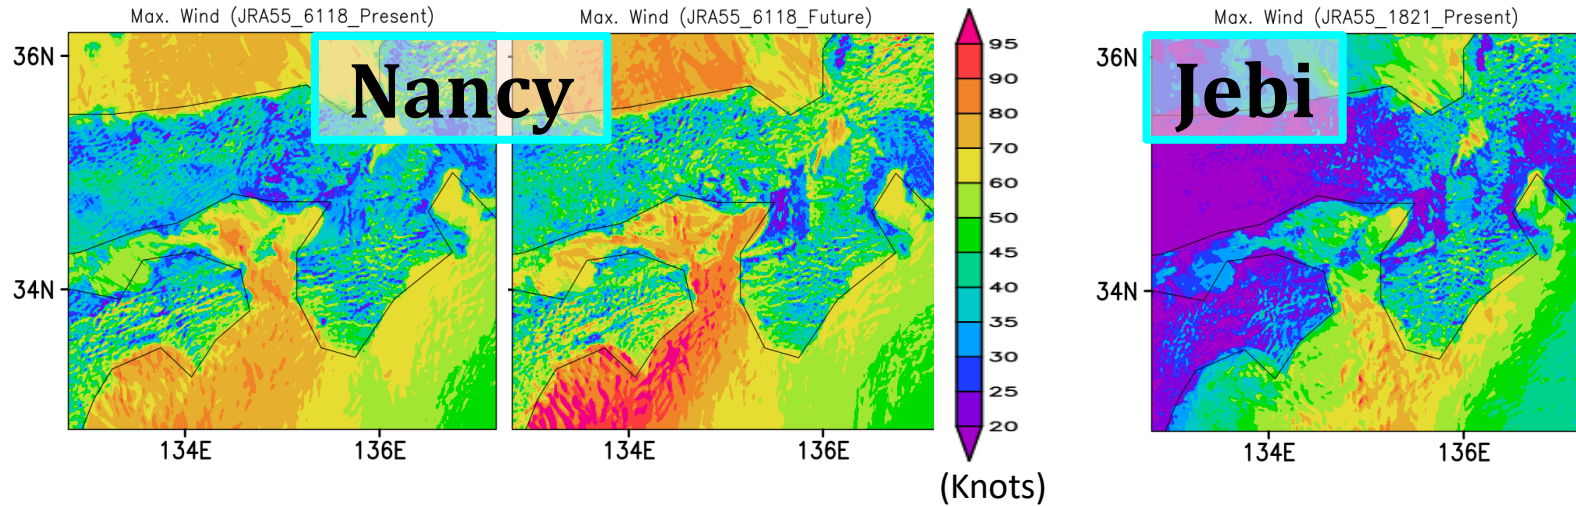 Max. Wind (JRA55_6118_Present)
Max. Wind (JRA55_6118_Future)
Max. Wind (JRA55_1821_Present)
Nancy
Jebi
36N
34N
134E
136E
134E
136E
95
90
80
70
60
50
45
40
35
30
25
20
(Knots)
36N
34N
134E
136E